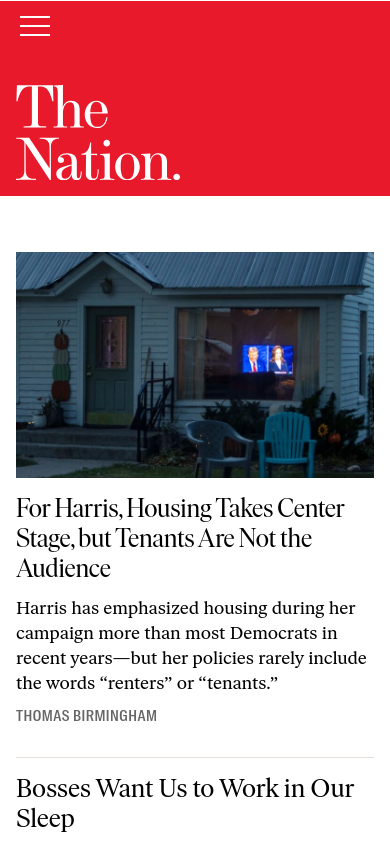 The
Nation.
877
For Harris, Housing Takes Center
Stage, but Tenants Are Not the
Audience
Harris has emphasized housing during her
campaign more than most Democrats in
recent years—but her policies rarely include
the words “renters” or “tenants.”
THOMAS BIRMINGHAM
Bosses Want Us to Work in Our
Sleep